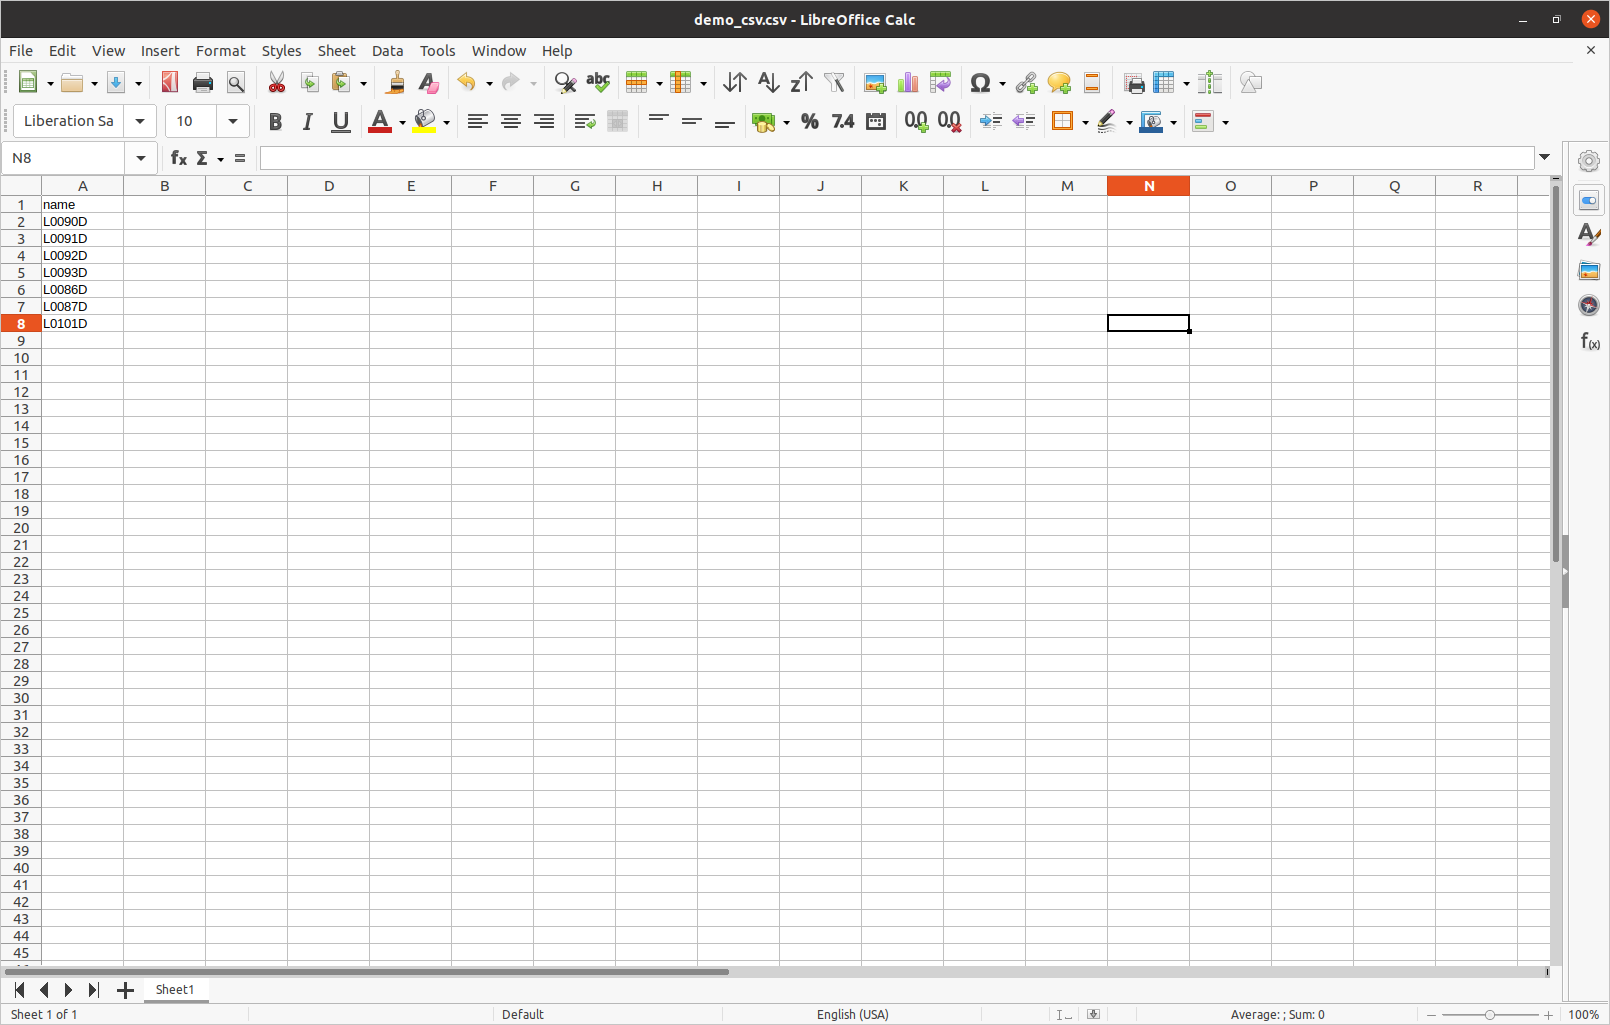 demo_csv.csv - LibreOffice Calc
File Edit View Insert Format Styles Sheet Data Tools Window Help
Liberation Sa 10
N8
A B C D E F G H I J K L M N O P Q R
1 name
2 L0090D
3 L0091D
4 L0092D
5 L0093D
6 L0086D
7 L0087D
8 L0101D
9
10
11
12
13
14
15
16
17
18
19
20
21
22
23
24
25
26
27
28
29
30
31
32
33
34
35
36
37
38
39
40
41
42
43
44
45
Sheet1
Sheet 1 of 1 Default English (USA) Average: ; Sum: 0 100%